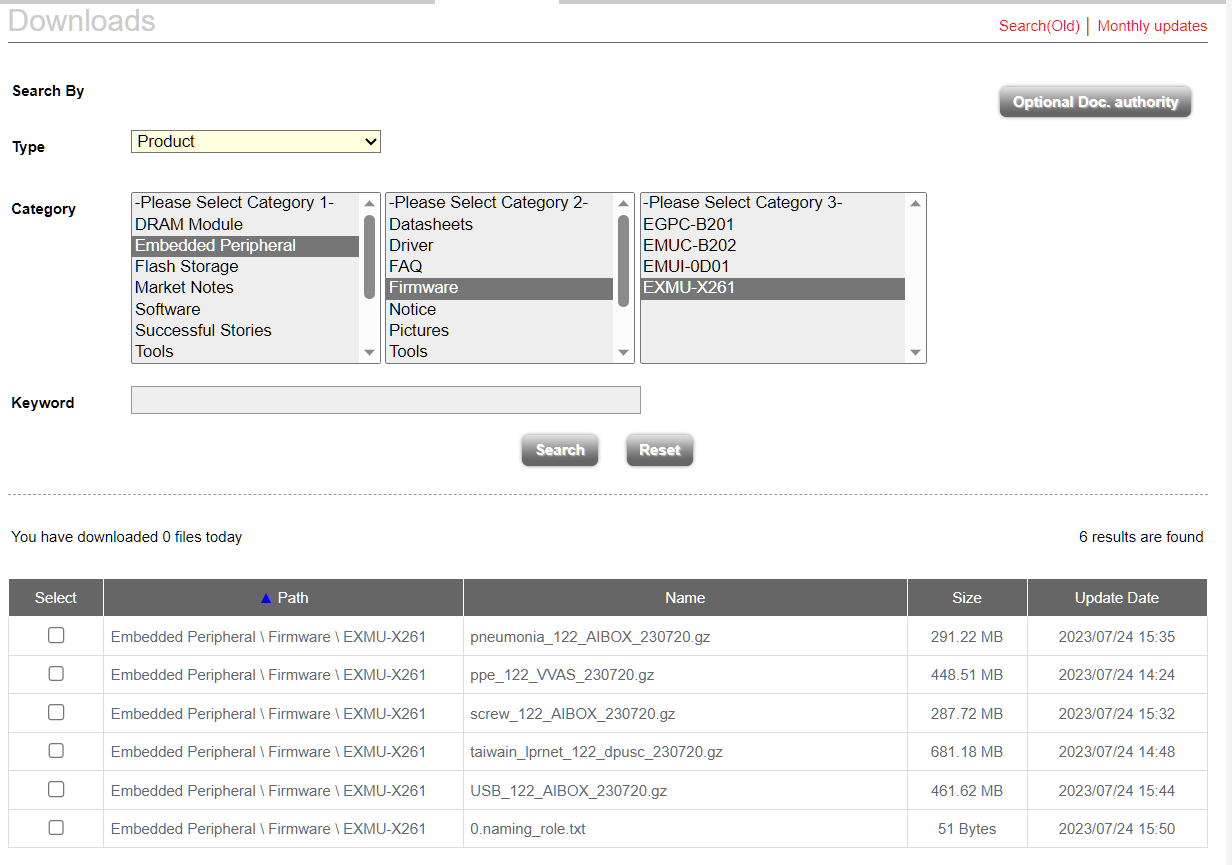 Downloads
Search(Old) | Monthly updates
Search By
Optional Doc. authority
Type
Product
Category
-Please Select Category 1-
DRAM Module
Embedded Peripheral
Flash Storage
Market Notes
Software
Successful Stories
Tools
-Please Select Category 2-
Datasheets
Driver
FAQ
Firmware
Notice
Pictures
Tools
-Please Select Category 3-
EGPC-B201
EMUC-B202
EMUI-0D01
EXMU-X261
Keyword
Search Reset
You have downloaded 0 files today 6 results are found
Select ▲ Path Name Size Update Date
Embedded Peripheral \ Firmware \ EXMU-X261 pneumonia_122_AIBOX_230720.gz 291.22 MB 2023/07/24 15:35
Embedded Peripheral \ Firmware \ EXMU-X261 ppe_122_VVAS_230720.gz 448.51 MB 2023/07/24 14:24
Embedded Peripheral \ Firmware \ EXMU-X261 screw_122_AIBOX_230720.gz 287.72 MB 2023/07/24 15:32
Embedded Peripheral \ Firmware \ EXMU-X261 taiwain_lprnet_122_dpusc_230720.gz 681.18 MB 2023/07/24 14:48
Embedded Peripheral \ Firmware \ EXMU-X261 USB_122_AIBOX_230720.gz 461.62 MB 2023/07/24 15:44
Embedded Peripheral \ Firmware \ EXMU-X261 0.naming_role.txt 51 Bytes 2023/07/24 15:50